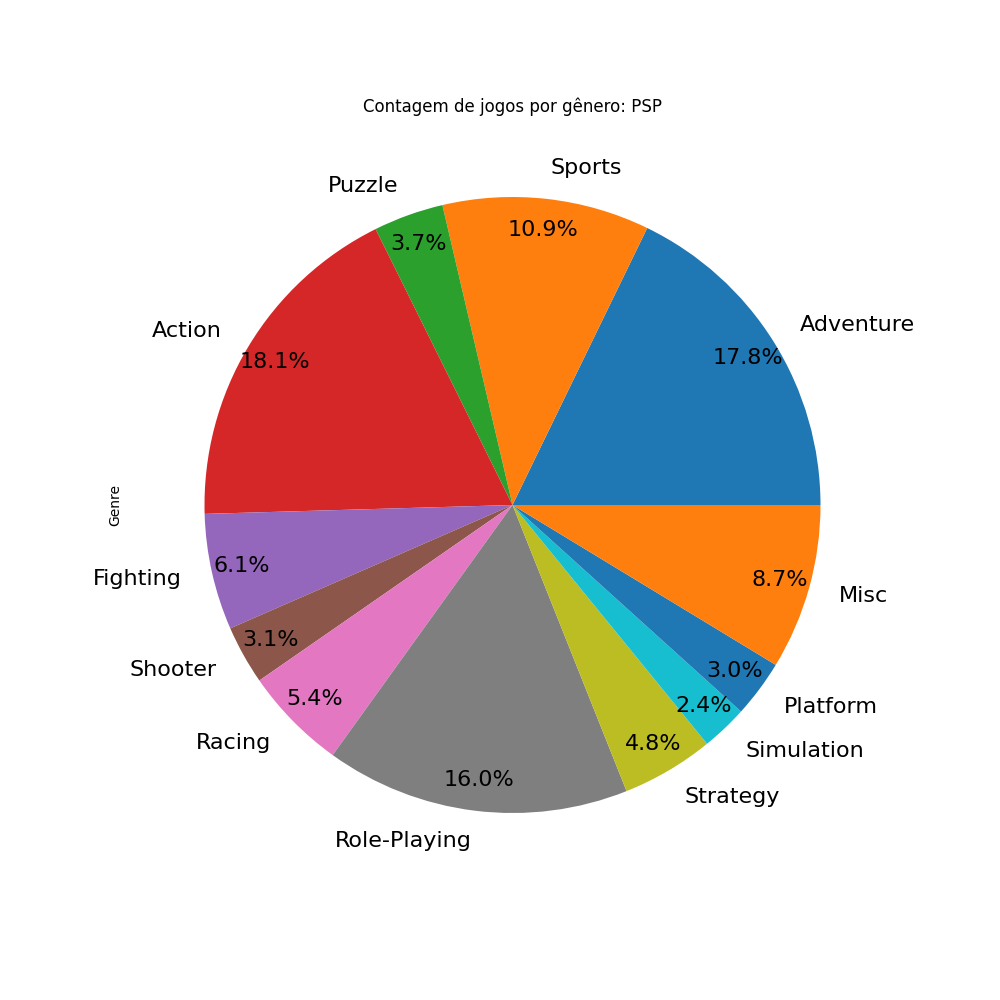 Contagem de jogos por gênero: PSP
Sports
Puzzle
10.9%
3.7%
Adventure
Action
17.8%
18.1%
Genre
6.1%
Fighting
8.7%
Misc
3.1%
Shooter
3.0%
Platform
5.4%
2.4%
Racing
4.8%
Simulation
16.0%
Strategy
Role-Playing